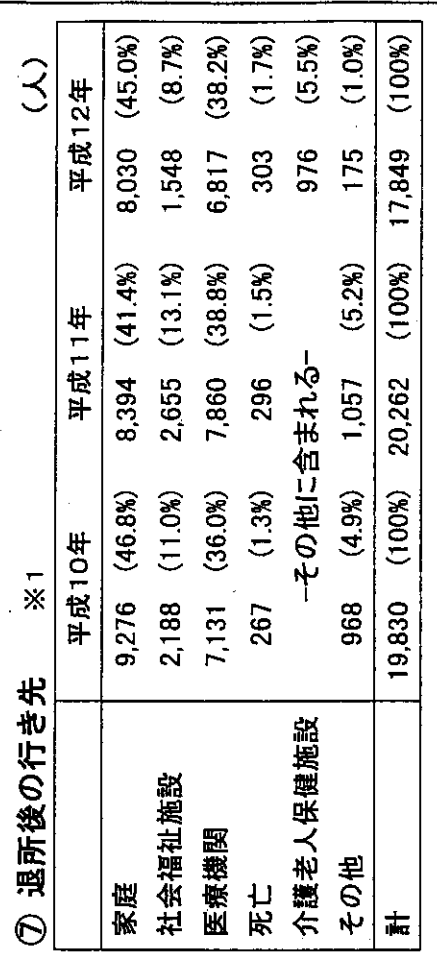 ⑦ 退所後の行き先 ※1 (人)
平成10年 平成11年 平成12年
家庭 9,276 (46.8%) 8,394 (41.4%) 8,030 (45.0%)
社会福祉施設 2,188 (11.0%) 2,655 (13.1%) 1,548 (8.7%)
医療機関 7,131 (36.0%) 7,860 (38.8%) 6,817 (38.2%)
死亡 267 (1.3%) 296 (1.5%) 303 (1.7%)
介護老人保健施設 -その他に含まれる- 976 (5.5%)
その他 968 (4.9%) 1,057 (5.2%) 175 (1.0%)
計 19,830 (100%) 20,262 (100%) 17,849 (100%)